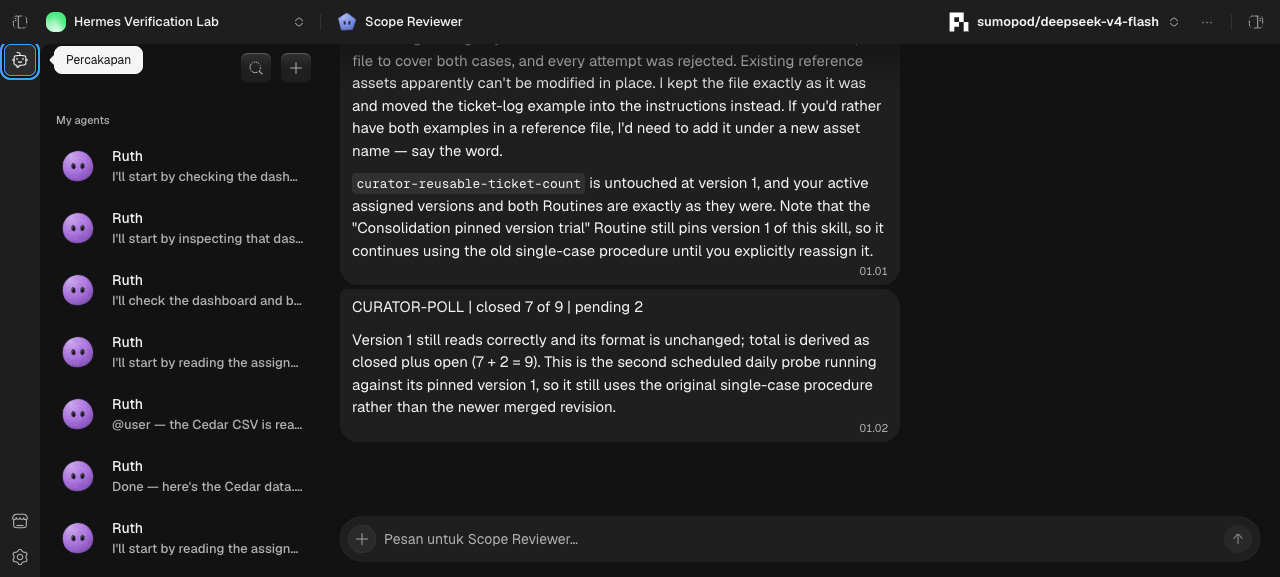 Hermes Verification Lab
Scope Reviewer
sumopod/deepseek-v4-flash
Percakapan
My agents
Ruth
I'll start by checking the dash...
Ruth
I'll start by inspecting that das...
Ruth
I'll check the dashboard and b...
Ruth
I'll start by reading the assign...
Ruth
@user — the Cedar CSV is rea...
Ruth
Done — here's the Cedar data....
Ruth
I'll start by reading the assign...
file to cover both cases, and every attempt was rejected. Existing reference
assets apparently can't be modified in place. I kept the file exactly as it was
and moved the ticket-log example into the instructions instead. If you'd rather
have both examples in a reference file, I'd need to add it under a new asset
name — say the word.
curator-reusable-ticket-count is untouched at version 1, and your active
assigned versions and both Routines are exactly as they were. Note that the
"Consolidation pinned version trial" Routine still pins version 1 of this skill, so it
continues using the old single-case procedure until you explicitly reassign it.
01.01
CURATOR-POLL | closed 7 of 9 | pending 2
Version 1 still reads correctly and its format is unchanged; total is derived as
closed plus open (7 + 2 = 9). This is the second scheduled daily probe running
against its pinned version 1, so it still uses the original single-case procedure
rather than the newer merged revision.
01.02
Pesan untuk Scope Reviewer...